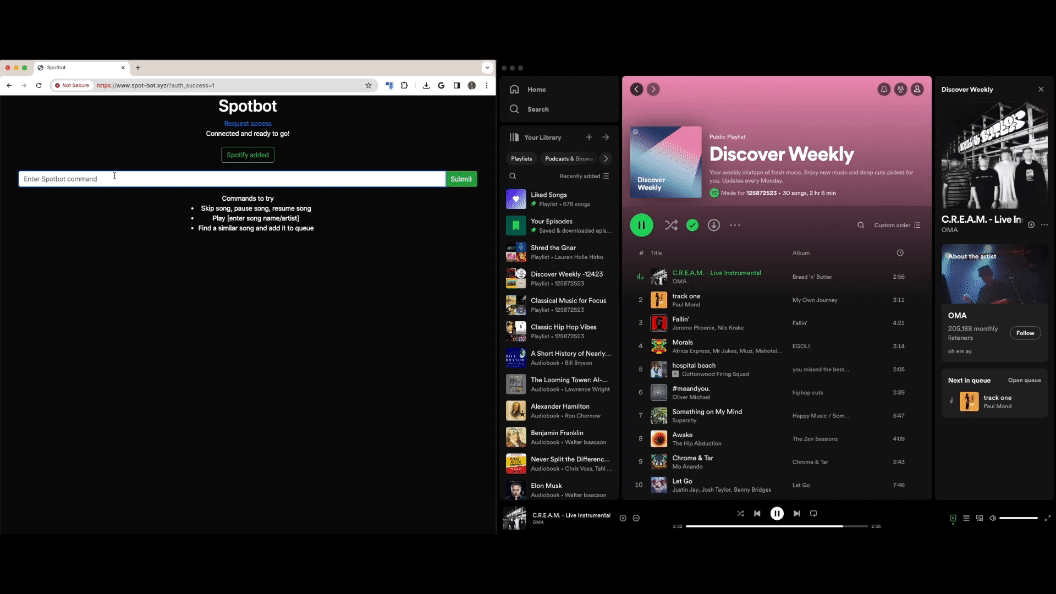 Spotbot
Not Secure
https://www.spot-bot.xyz/?auth_success=1
Spotbot
Request access
Connected and ready to go!
Spotify added
Enter Spotbot command
Submit
Commands to try
Skip song, pause song, resume song
Play [enter song name/artist]
Find a similar song and add it to queue
Home
Search
Your Library
Playlists
Podcasts & Shows
Recently added
Liked Songs
Playlist • 678 songs
Your Episodes
Saved & downloaded epis...
Shred the Gnar
Playlist • Lauren Holle Hirko
Discover Weekly -12423
Playlist • 125872523
Classical Music for Focus
Playlist • 125872523
Classic Hip Hop Vibes
Playlist • 125872523
A Short History of Nearly...
Audiobook • Bill Bryson
The Looming Tower: Al-...
Audiobook • Lawrence Wright
Alexander Hamilton
Audiobook • Ron Chernow
Benjamin Franklin
Audiobook • Walter Isaacson
Never Split the Differenc...
Audiobook • Chris Voss, Tahl ...
Elon Musk
Audiobook • Walter Isaacson
Discover Weekly
Public Playlist
Discover Weekly
Your weekly mixtape of fresh music. Enjoy new music and deep cuts picked for
you. Updates every Monday.
Made for 125872523 • 30 songs, 2 hr 6 min
Custom order
# Title Album
C.R.E.A.M. - Live Instrumental Bread 'n' Butter 2:56
OMA
2 track one My Own Journey 3:11
Paul Mond
3 Fallin' Fallin' 4:21
Jerome Phoenix, Nils Kroke
4 Morals EGOLI 3:14
Africa Express, Mr Jukes, Muzi, Mahotel...
5 hospital beach you missed the best... 2:05
E Cottonwood Firing Squad
6 #meandyou. hiphop cuts 2:39
Oliver Michael
7 Something on My Mind Happy Music / Som... 5:47
Supershy
8 Awake The Zen Sessions 4:09
The Hip Abduction
9 Chrome & Tar Chrome & Tar 2:43
Mo Anando
10 Let Go Let Go 7:46
Justin Jay, Josh Taylor, Benny Bridges
Discover Weekly
C.R.E.A.M. - Live In
OMA
About the artist
OMA
205,188 monthly
listeners
Follow
oh em ay
Next in queue
Open queue
track one
Paul Mond
C.R.E.A.M. - Live Instrumental
OMA
2:56